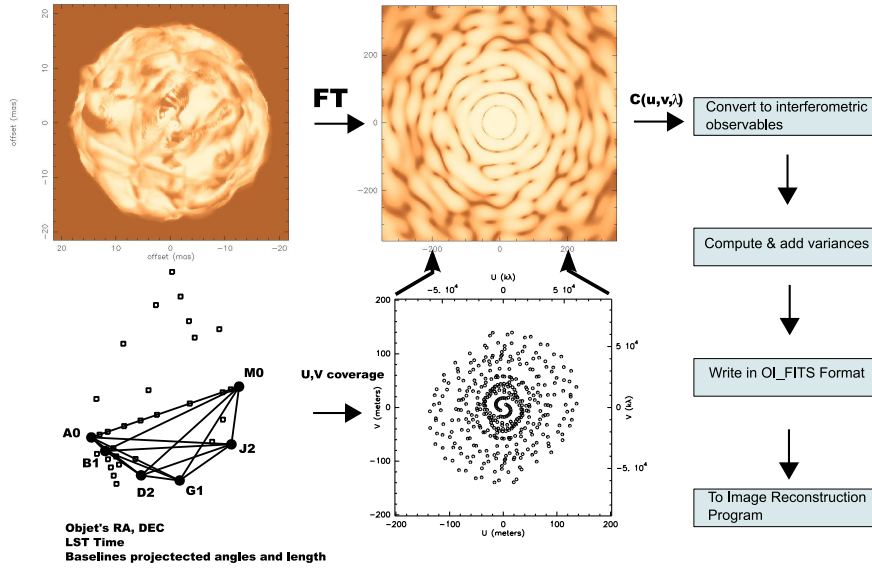 20
10
0
-10
-20
offset (mas)
20
10
0
-10
-20
offset (mas)
FT
200
0
-200
-200
0
200
C(u,v,λ)
Convert to interferometric
observables
Compute & add variances
Write in OI_FITS Format
To Image Reconstruction
Program
M0
A0
B1
J2
D2
G1
Objet's RA, DEC
LST Time
Baselines projectected angles and length
U,V coverage
U (kλ)
-5. 10⁴
0
5 10⁴
200
100
0
-100
-200
V (meters)
5 10⁴
0
-5. 10⁴
V (kλ)
-200
-100
0
100
200
U (meters)